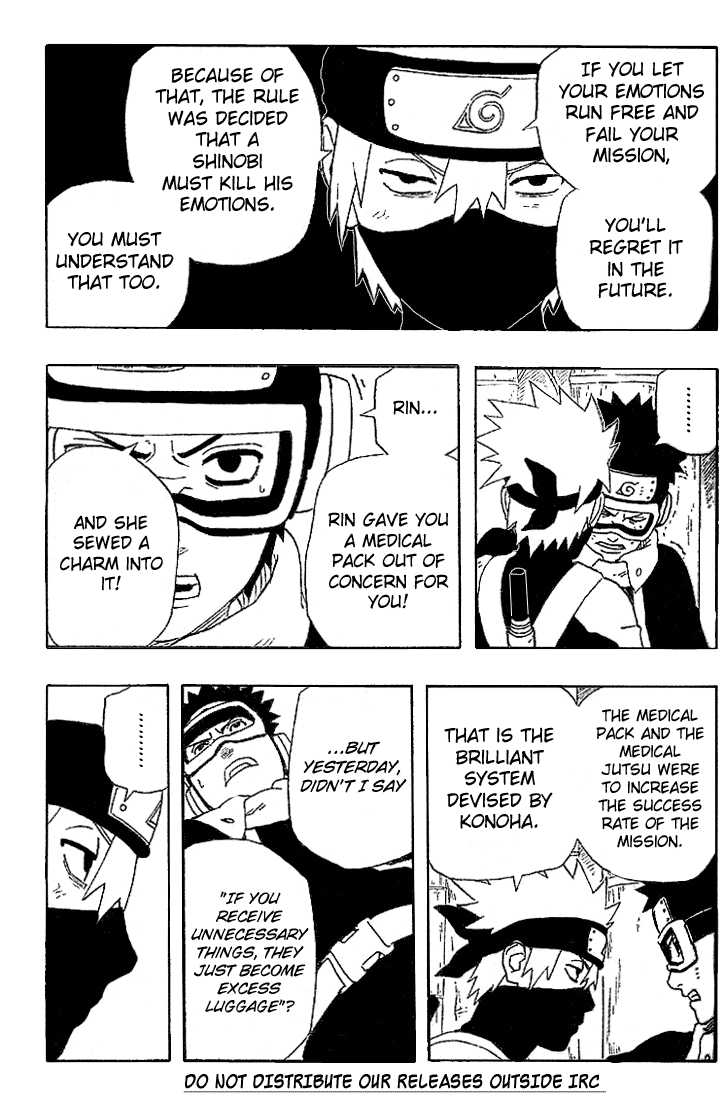 IF YOU LET
YOUR EMOTIONS
RUN FREE AND
FAIL YOUR
MISSION,
YOU'LL
REGRET IT
IN THE
FUTURE.
BECAUSE OF
THAT, THE RULE
WAS DECIDED
THAT A
SHINOBI
MUST KILL HIS
EMOTIONS.
YOU MUST
UNDERSTAND
THAT TOO.
........
RIN...
RIN GAVE YOU
A MEDICAL
PACK OUT OF
CONCERN FOR
YOU!
AND SHE
SEWED A
CHARM INTO
IT!
THE MEDICAL
PACK AND THE
MEDICAL
JUTSU WERE
TO INCREASE
THE SUCCESS
RATE OF THE
MISSION.
THAT IS THE
BRILLIANT
SYSTEM
DEVISED BY
KONOHA.
...BUT
YESTERDAY,
DIDN'T I SAY
"IF YOU
RECEIVE
UNNECESSARY
THINGS, THEY
JUST BECOME
EXCESS
LUGGAGE"?
........
DO NOT DISTRIBUTE OUR RELEASES OUTSIDE IRC